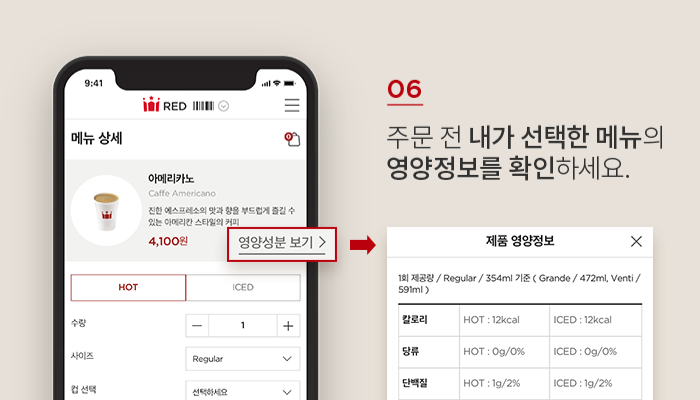 9:41
RED
메뉴 상세
0
아메리카노
Caffe Americano
진한 에스프레소의 맛과 향을 부드럽게 즐길 수
있는 아메리칸 스타일의 커피
4,100원
영양성분 보기 >
HOT
ICED
수량
— 1 +
사이즈
Regular
컵 선택
선택하세요
06
주문 전 내가 선택한 메뉴의
영양정보를 확인하세요.
제품 영양정보
1회 제공량 / Regular / 354ml 기준 ( Grande / 472ml, Venti /
591ml )
칼로리 HOT : 12kcal ICED : 12kcal
당류 HOT : 0g/0% ICED : 0g/0%
단백질 HOT : 1g/2% ICED : 1g/2%